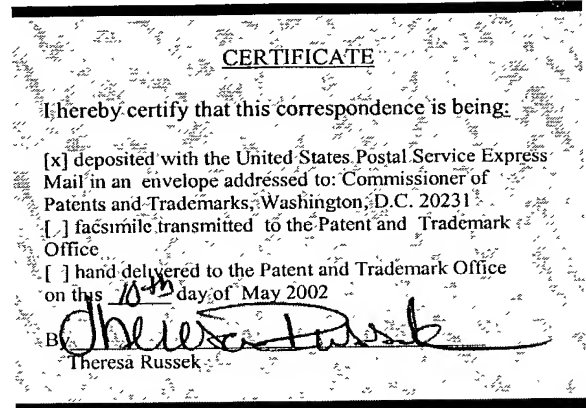 CERTIFICATE
I hereby certify that this correspondence is being:
[x] deposited with the United States Postal Service Express
Mail in an envelope addressed to: Commissioner of
Patents and Trademarks, Washington, D.C. 20231
[ ] facsimile transmitted to the Patent and Trademark
Office
[ ] hand delivered to the Patent and Trademark Office
on this 10th day of May 2002
B Theresa Russek
Theresa Russek